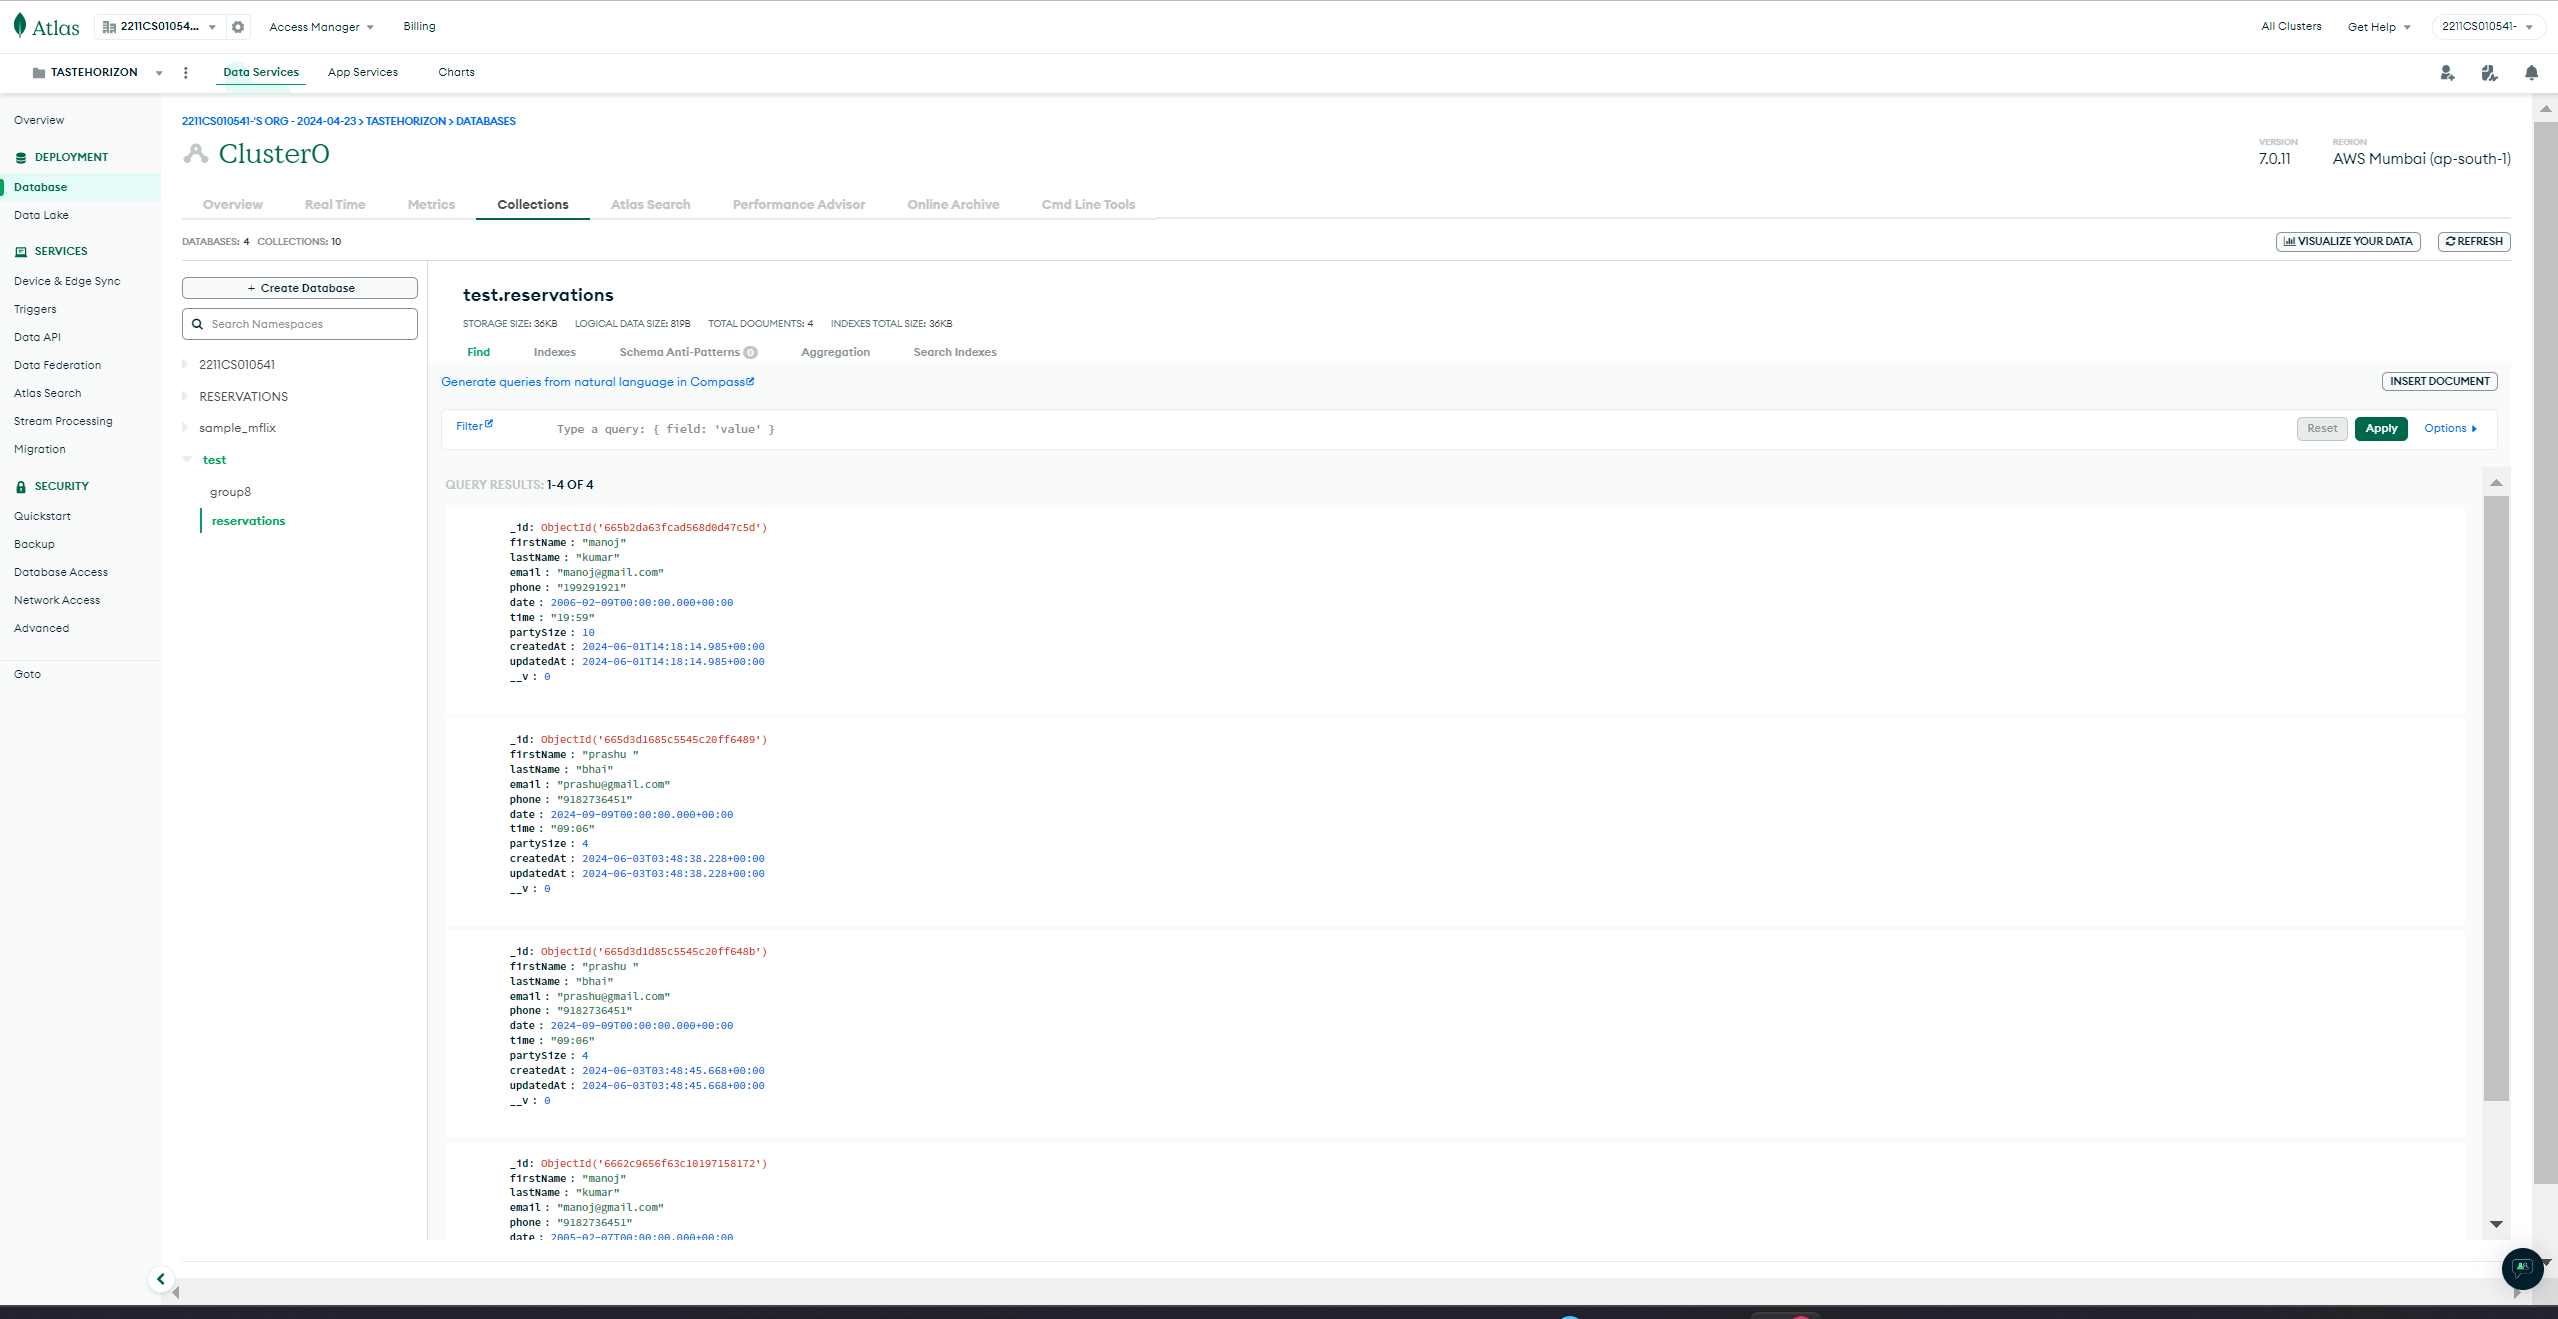 Atlas
2211CS01054...
Access Manager
Billing
All Clusters
Get Help
2211CS010541-
TASTEHORIZON
Data Services
App Services
Charts
Overview
DEPLOYMENT
Database
Data Lake
SERVICES
Device & Edge Sync
Triggers
Data API
Data Federation
Atlas Search
Stream Processing
Migration
SECURITY
Quickstart
Backup
Database Access
Network Access
Advanced
Goto
2211CS010541-'S ORG - 2024-04-23 > TASTEHORIZON > DATABASES
Cluster0
VERSION
7.0.11
REGION
AWS Mumbai (ap-south-1)
Overview
Real Time
Metrics
Collections
Atlas Search
Performance Advisor
Online Archive
Cmd Line Tools
DATABASES: 4 COLLECTIONS: 10
VISUALIZE YOUR DATA
REFRESH
+ Create Database
Search Namespaces
2211CS010541
RESERVATIONS
sample_mflix
test
group8
reservations
test.reservations
STORAGE SIZE: 36KB LOGICAL DATA SIZE: 819B TOTAL DOCUMENTS: 4 INDEXES TOTAL SIZE: 36KB
Find
Indexes
Schema Anti-Patterns 0
Aggregation
Search Indexes
Generate queries from natural language in Compass
INSERT DOCUMENT
Filter
Type a query: { field: 'value' }
Reset
Apply
Options
QUERY RESULTS: 1-4 OF 4
_id: ObjectId('665b2da63fcad568d0d47c5d')
firstName : "manoj"
lastName : "kumar"
email : "manoj@gmail.com"
phone : "199291921"
date : 2006-02-09T00:00:00.000+00:00
time : "19:59"
partySize : 10
createdAt : 2024-06-01T14:18:14.985+00:00
updatedAt : 2024-06-01T14:18:14.985+00:00
__v : 0
_id: ObjectId('665d3d1685c5545c20ff6489')
firstName : "prashu "
lastName : "bhai"
email : "prashu@gmail.com"
phone : "9182736451"
date : 2024-09-09T00:00:00.000+00:00
time : "09:06"
partySize : 4
createdAt : 2024-06-03T03:48:38.228+00:00
updatedAt : 2024-06-03T03:48:38.228+00:00
__v : 0
_id: ObjectId('665d3d1d85c5545c20ff648b')
firstName : "prashu "
lastName : "bhai"
email : "prashu@gmail.com"
phone : "9182736451"
date : 2024-09-09T00:00:00.000+00:00
time : "09:06"
partySize : 4
createdAt : 2024-06-03T03:48:45.668+00:00
updatedAt : 2024-06-03T03:48:45.668+00:00
__v : 0
_id: ObjectId('6662c9656f63c10197158172')
firstName : "manoj"
lastName : "kumar"
email : "manoj@gmail.com"
phone : "9182736451"
date : 2005-02-07T00:00:00.000+00:00